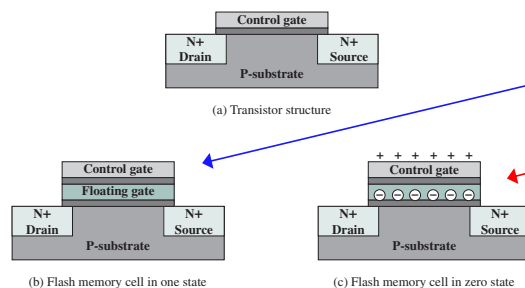 Control gate
N+
Drain
N+
Source
P-substrate
(a) Transistor structure
Control gate
Floating gate
N+
Drain
N+
Source
P-substrate
(b) Flash memory cell in one state
+ + + + + +
Control gate
− − − − − −
N+
Drain
N+
Source
P-substrate
(c) Flash memory cell in zero state